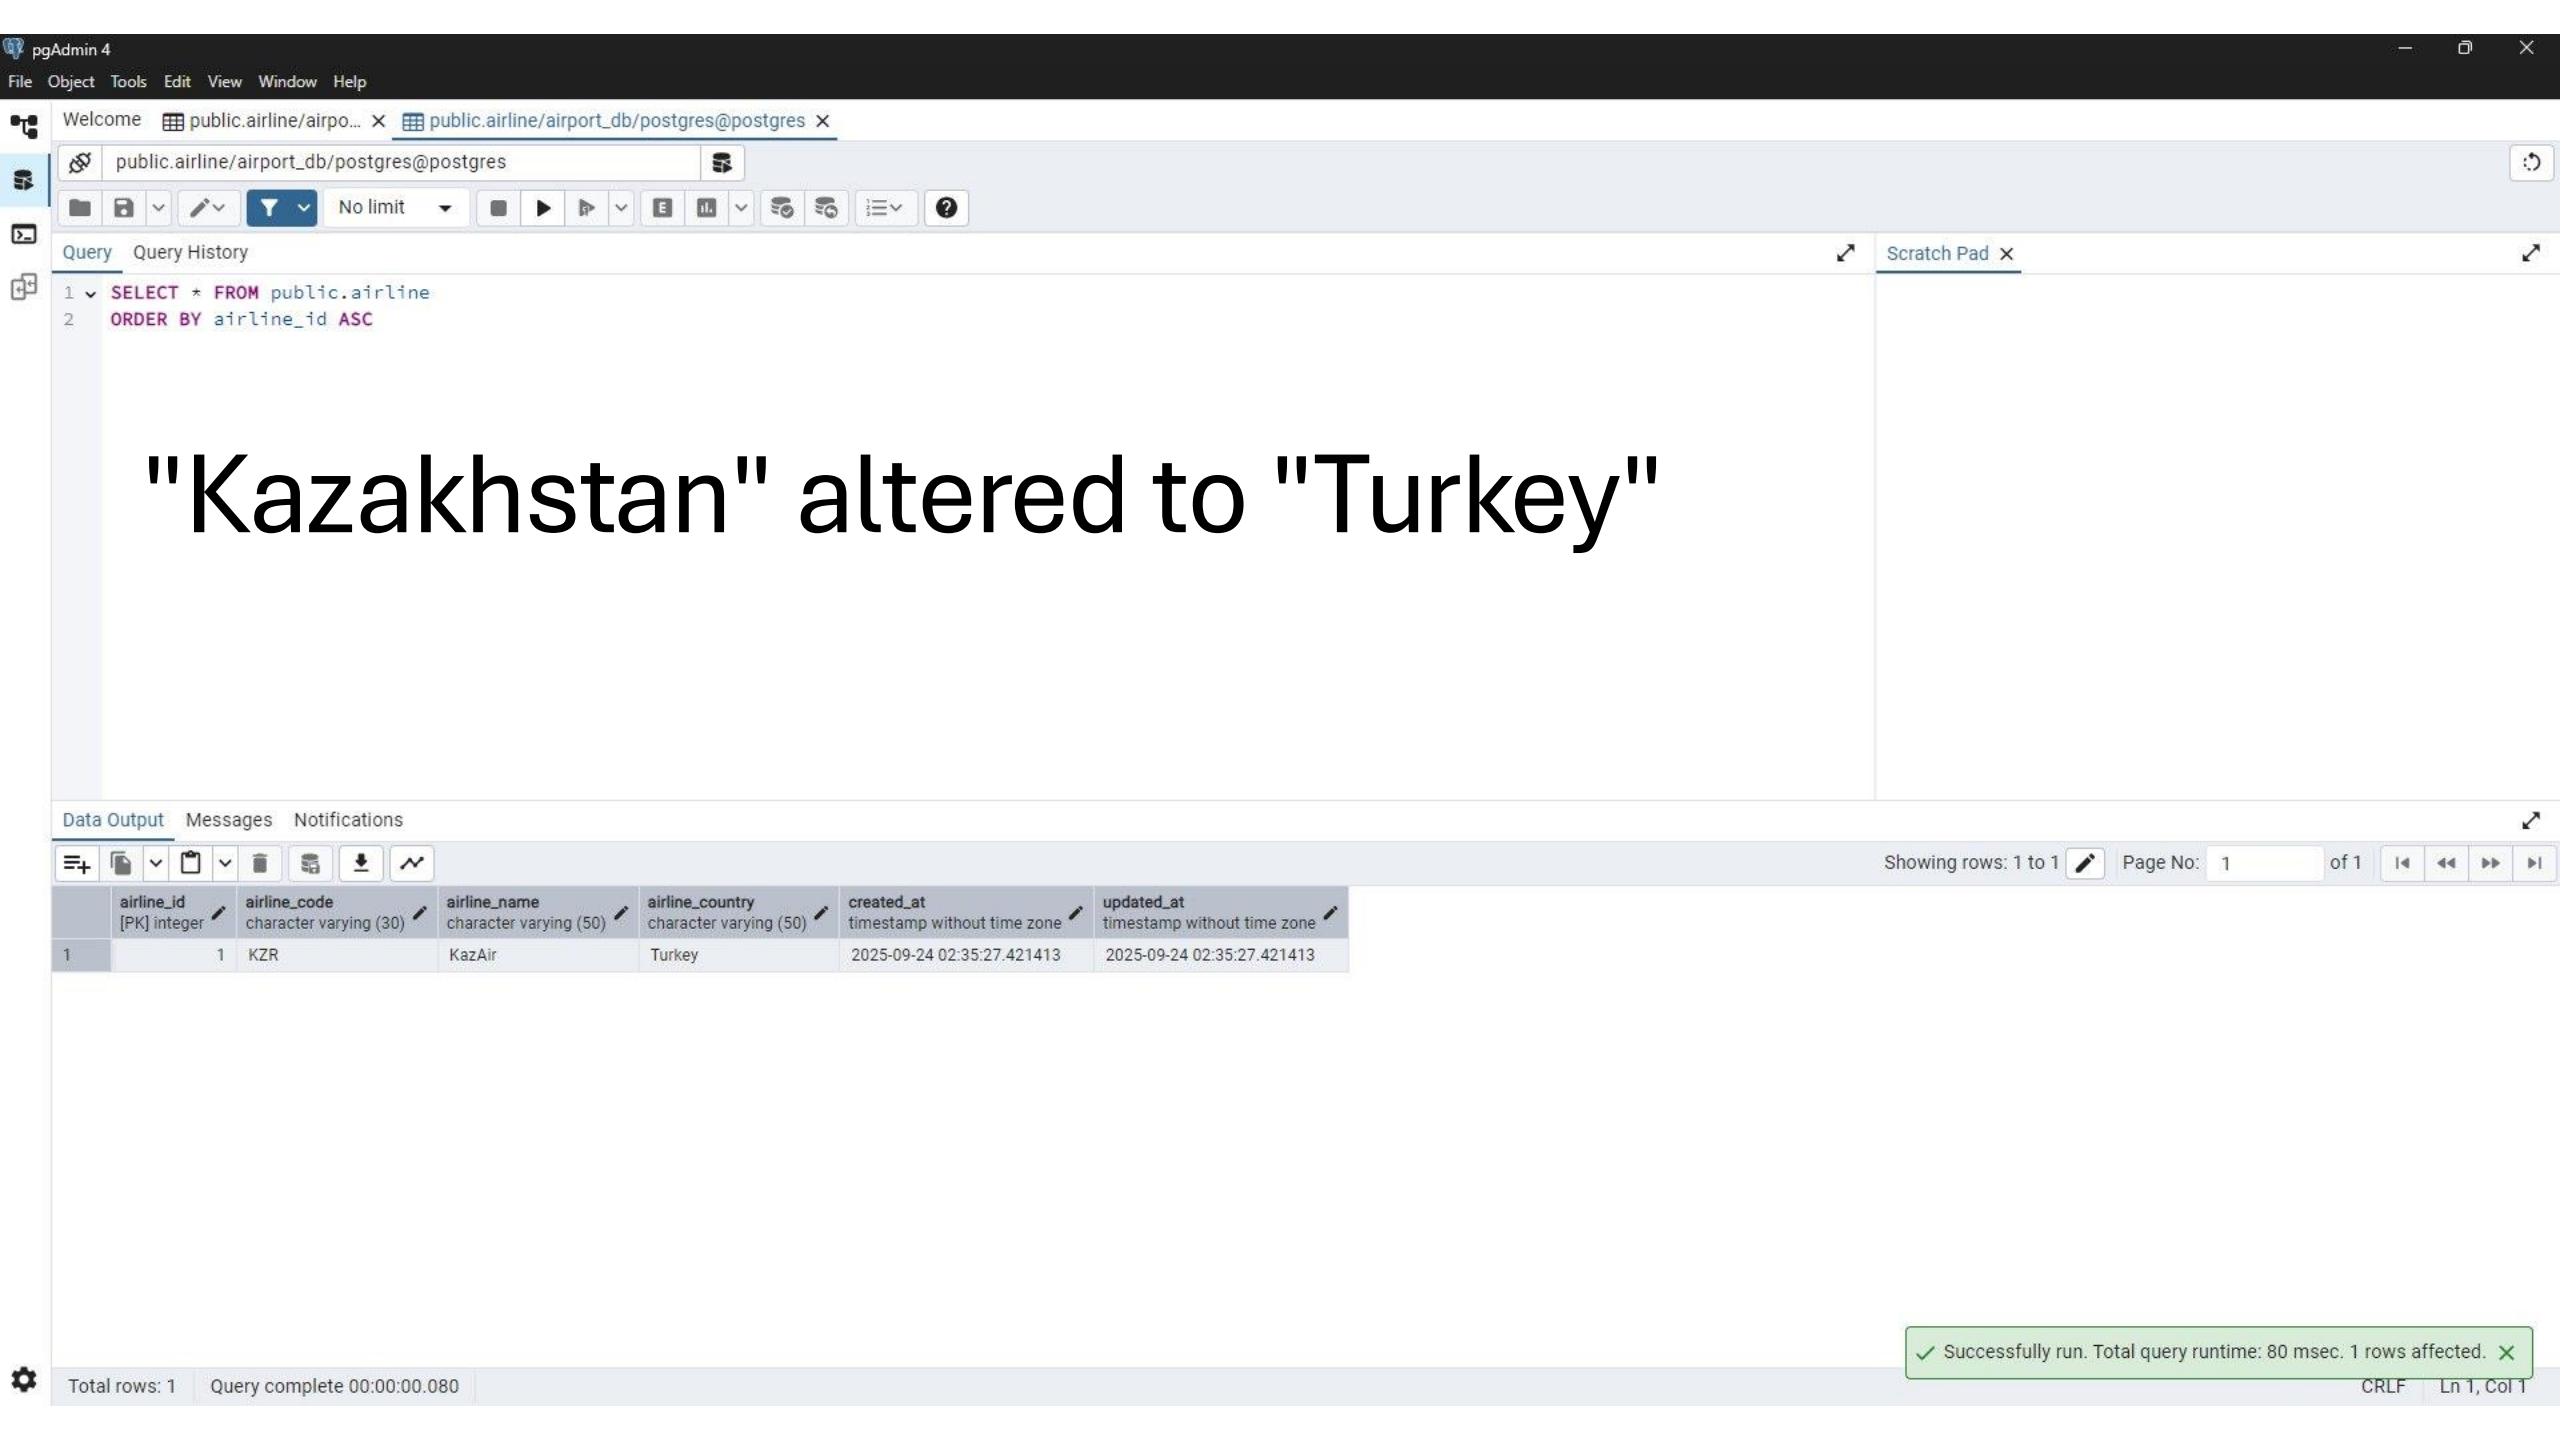 pgAdmin 4
File Object Tools Edit View Window Help
Welcome public.airline/airpo... public.airline/airport_db/postgres@postgres
public.airline/airport_db/postgres@postgres
No limit
Query Query History Scratch Pad
1 SELECT * FROM public.airline
2 ORDER BY airline_id ASC
"Kazakhstan" altered to "Turkey"
Data Output Messages Notifications
Showing rows: 1 to 1 Page No: 1 of 1
airline_id airline_code airline_name airline_country created_at updated_at
[PK] integer character varying (30) character varying (50) character varying (50) timestamp without time zone timestamp without time zone
1 1 KZR KazAir Turkey 2025-09-24 02:35:27.421413 2025-09-24 02:35:27.421413
Successfully run. Total query runtime: 80 msec. 1 rows affected.
Total rows: 1 Query complete 00:00:00.080 CRLF Ln 1, Col 1